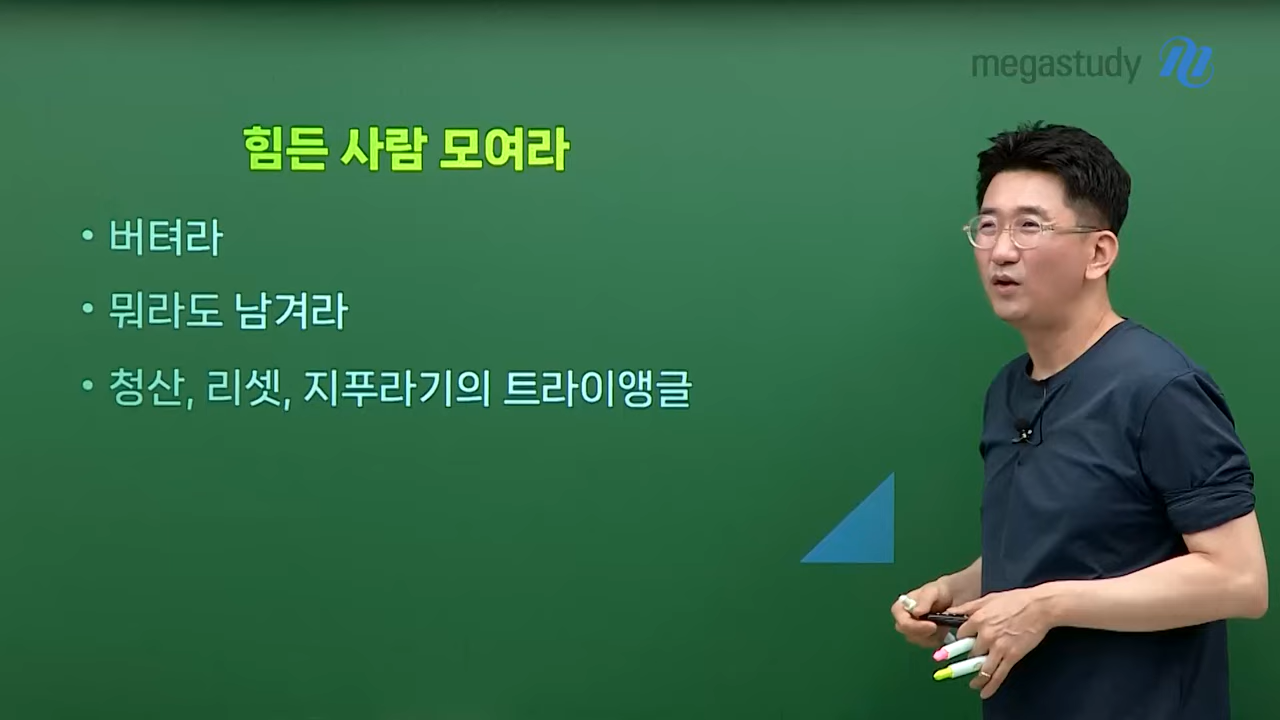 megastudy
힘든 사람 모여라
• 버텨라
• 뭐라도 남겨라
• 청산, 리셋, 지푸라기의 트라이앵글